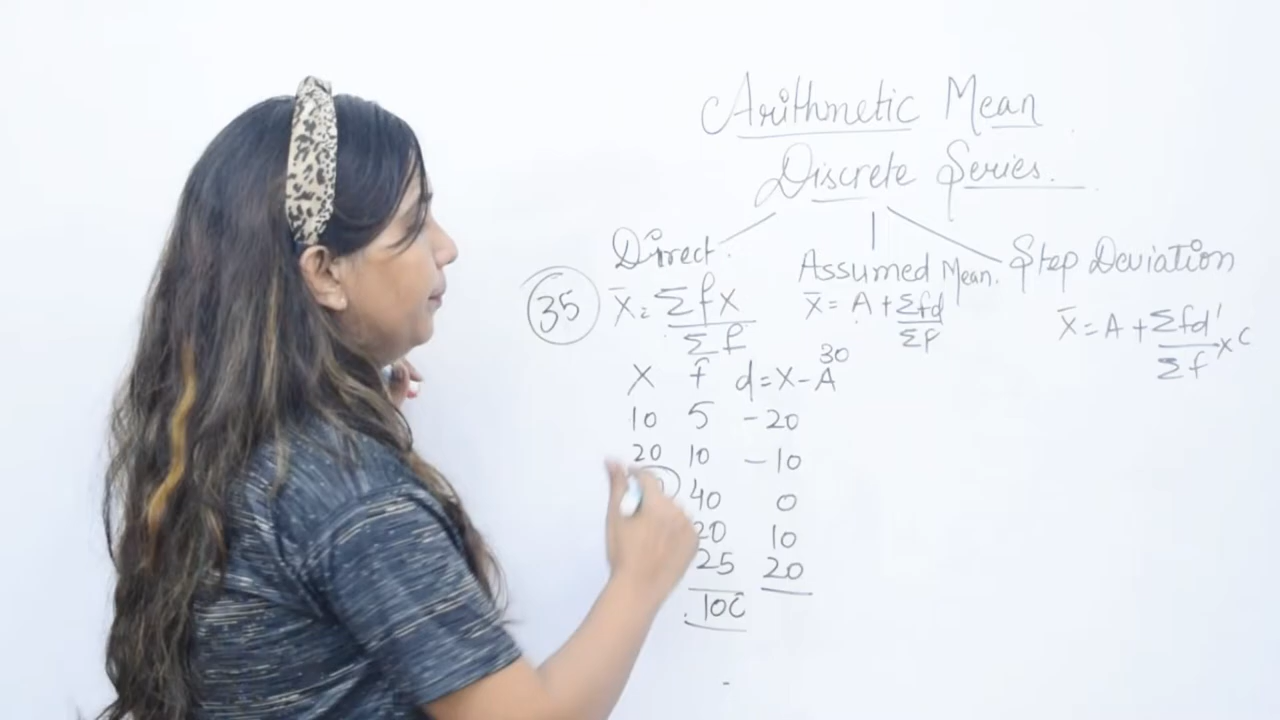 Arithmetic Mean
Discrete Series.
Direct.
Assumed Mean.
Step Deviation
35
X̄ = Σfx / Σf
X̄ = A + Σfd / Σf
X̄ = A + Σfd' / Σf × C
30
X f d = X - A
10 5 -20
20 10 -10
40 0
20 10
25 20
100